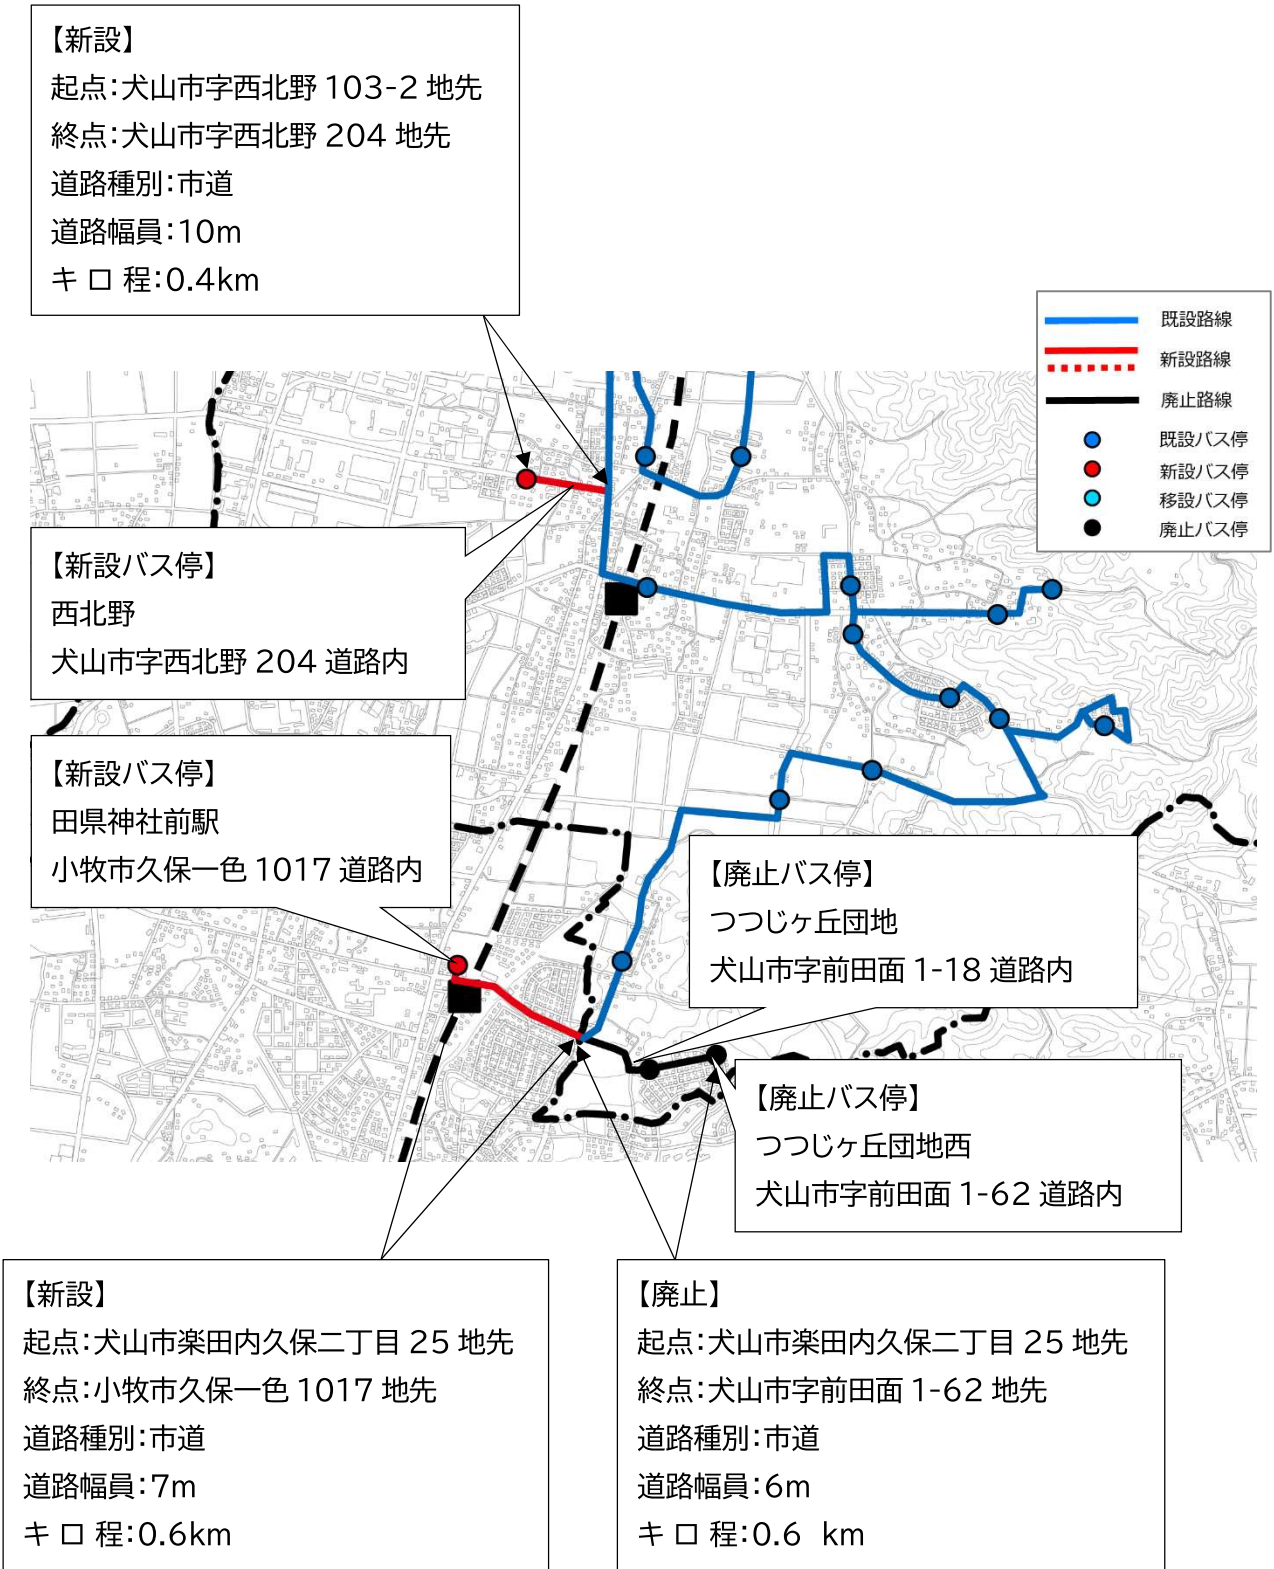 【新設】
起点：犬山市字西北野 103-2 地先
終点：犬山市字西北野 204 地先
道路種別：市道
道路幅員：10m
キ ロ 程：0.4km
既設路線
新設路線
廃止路線
既設バス停
新設バス停
移設バス停
廃止バス停
【新設バス停】
西北野
犬山市字西北野 204 道路内
【新設バス停】
田県神社前駅
小牧市久保一色 1017 道路内
【廃止バス停】
つつじヶ丘団地
犬山市字前田面 1-18 道路内
【廃止バス停】
つつじヶ丘団地西
犬山市字前田面 1-62 道路内
【新設】
起点：犬山市楽田内久保二丁目 25 地先
終点：小牧市久保一色 1017 地先
道路種別：市道
道路幅員：7m
キ ロ 程：0.6km
【廃止】
起点：犬山市楽田内久保二丁目 25 地先
終点：犬山市字前田面 1-62 地先
道路種別：市道
道路幅員：6m
キ ロ 程：0.6 km